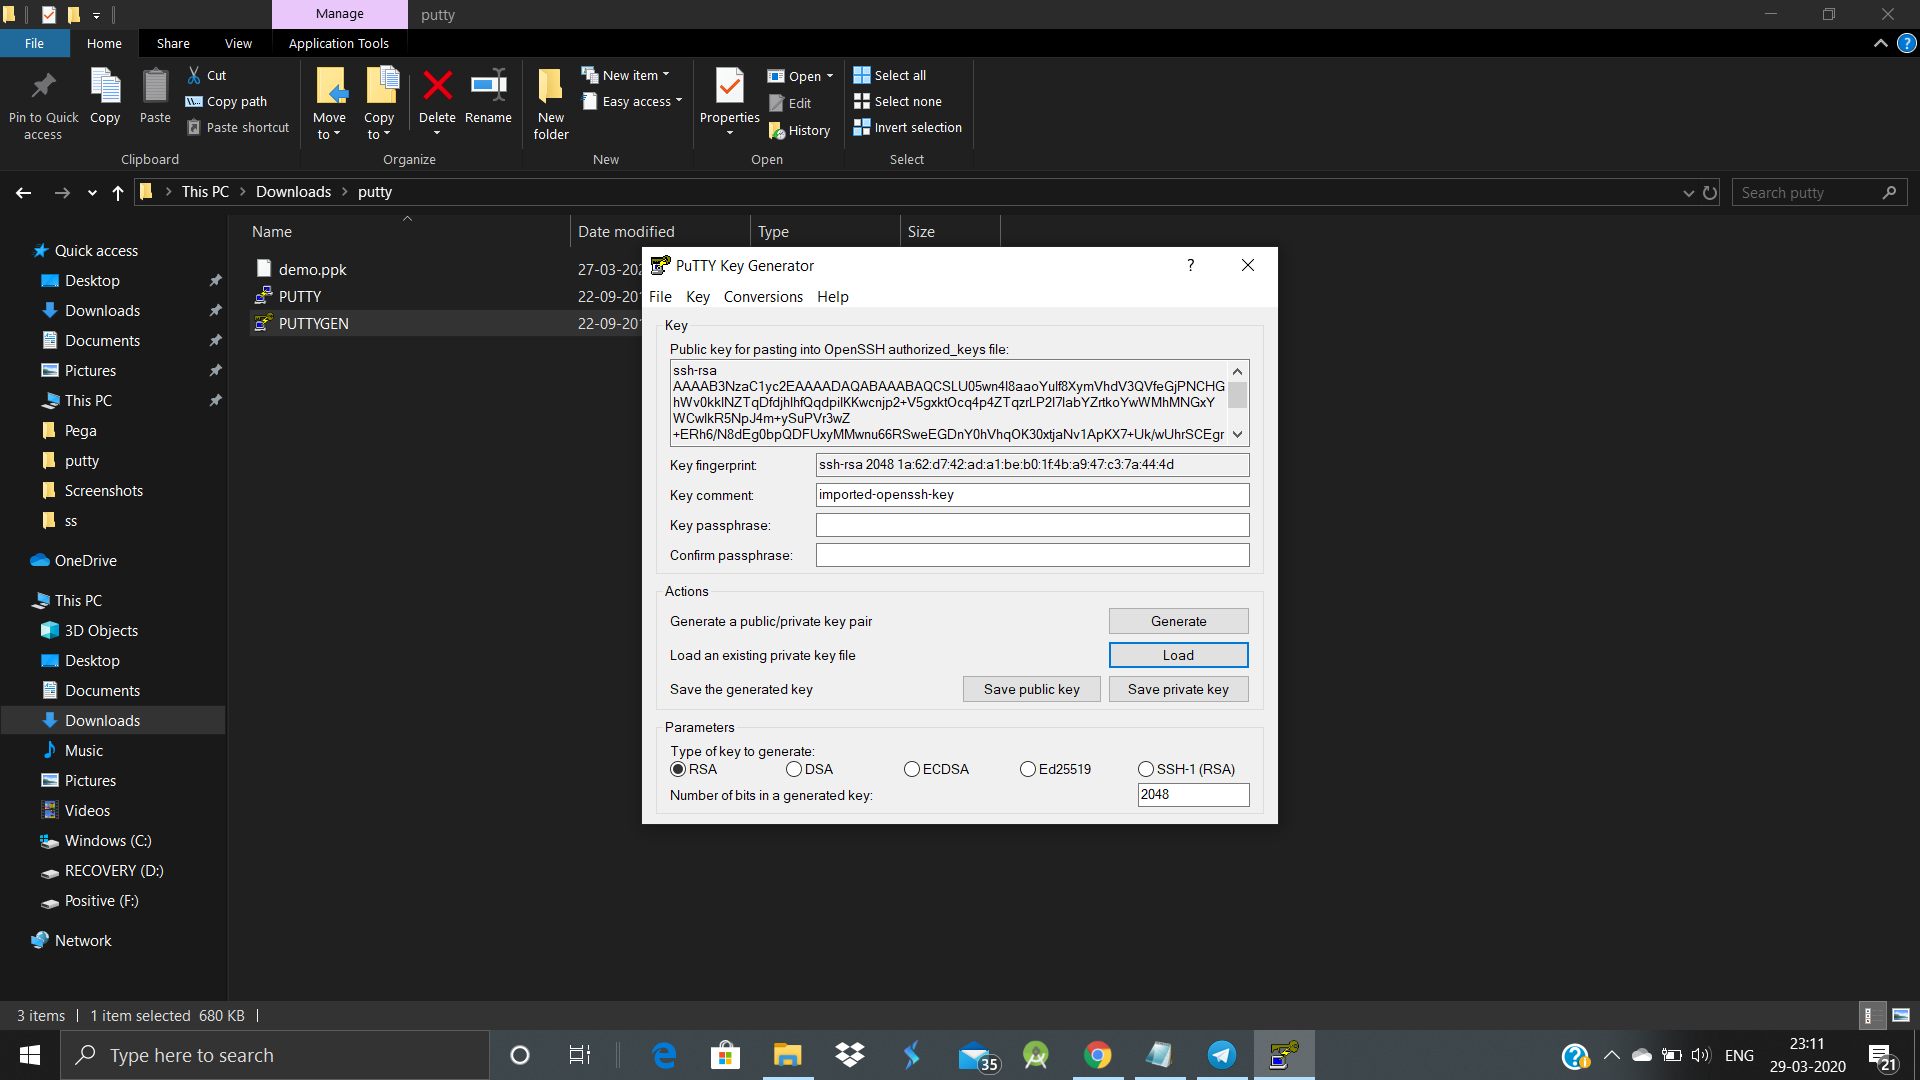 Manage
putty
File
Home
Share
View
Application Tools
Pin to Quick access
Copy
Paste
Cut
Copy path
Paste shortcut
Clipboard
Move to
Copy to
Delete
Rename
Organize
New folder
New item
Easy access
New
Properties
Open
Edit
History
Open
Select all
Select none
Invert selection
Select
This PC
Downloads
putty
Search putty
Name
Date modified
Type
Size
demo.ppk
27-03-202
PUTTY
22-09-201
PUTTYGEN
22-09-201
Quick access
Desktop
Downloads
Documents
Pictures
This PC
Pega
putty
Screenshots
ss
OneDrive
This PC
3D Objects
Desktop
Documents
Downloads
Music
Pictures
Videos
Windows (C:)
RECOVERY (D:)
Positive (F:)
Network
PuTTY Key Generator
?
File
Key
Conversions
Help
Key
Public key for pasting into OpenSSH authorized_keys file:
ssh-rsa
Key fingerprint:
ssh-rsa 2048 1a:62:d7:42:ad:a1:be:b0:1f:4b:a9:47:c3:7a:44:4d
Key comment:
imported-openssh-key
Key passphrase:
Confirm passphrase:
Actions
Generate a public/private key pair
Generate
Load an existing private key file
Load
Save the generated key
Save public key
Save private key
Parameters
Type of key to generate:
RSA
DSA
ECDSA
Ed25519
SSH-1 (RSA)
Number of bits in a generated key:
2048
3 items
1 item selected 680 KB
Type here to search
35
ENG
23:11
29-03-2020
21